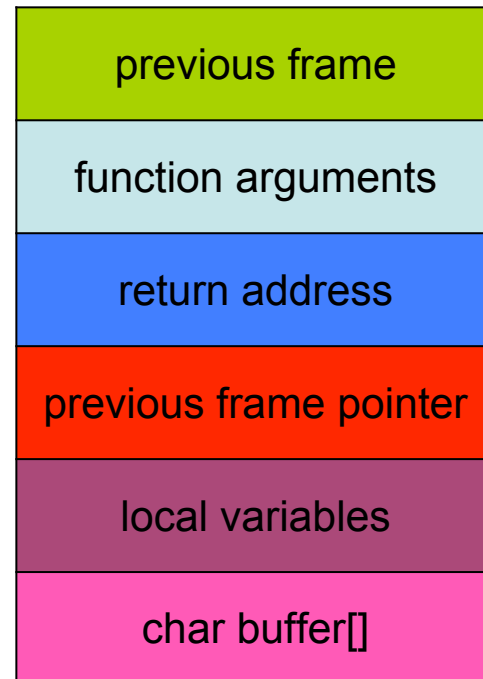 previous frame
function arguments
return address
previous frame pointer
local variables
char buffer[]